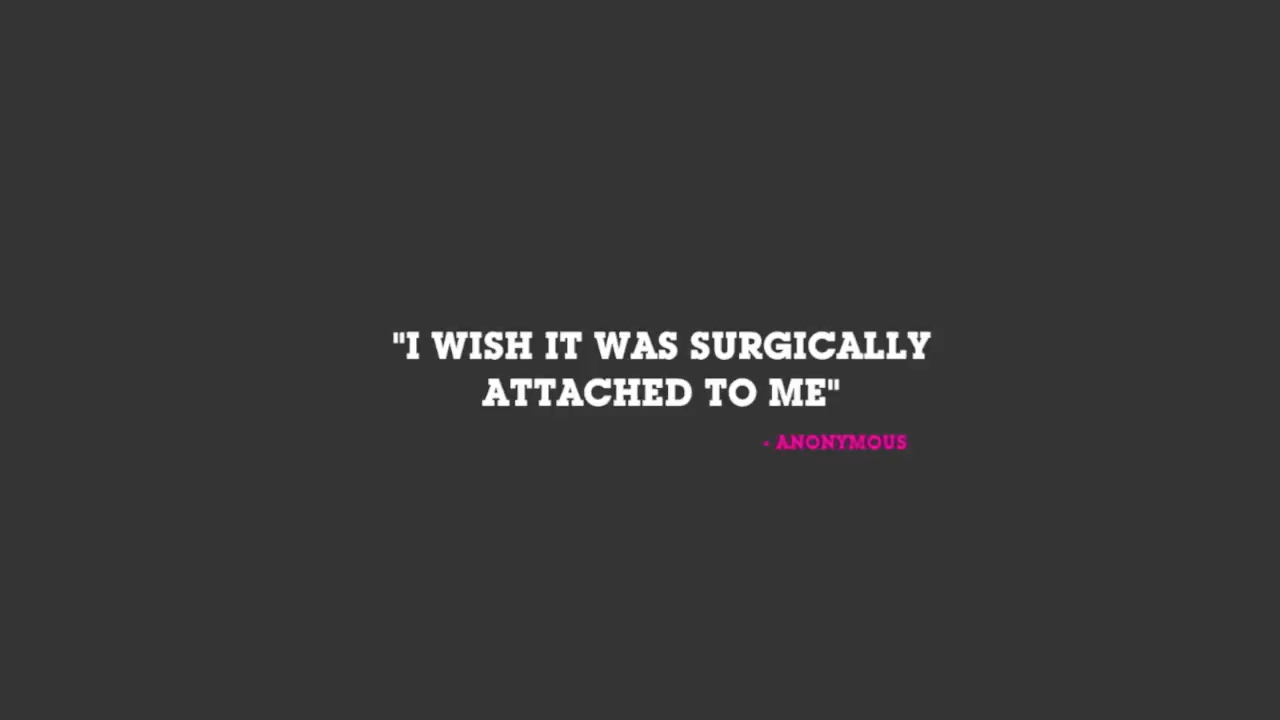 "I WISH IT WAS SURGICALLY
ATTACHED TO ME"
- ANONYMOUS